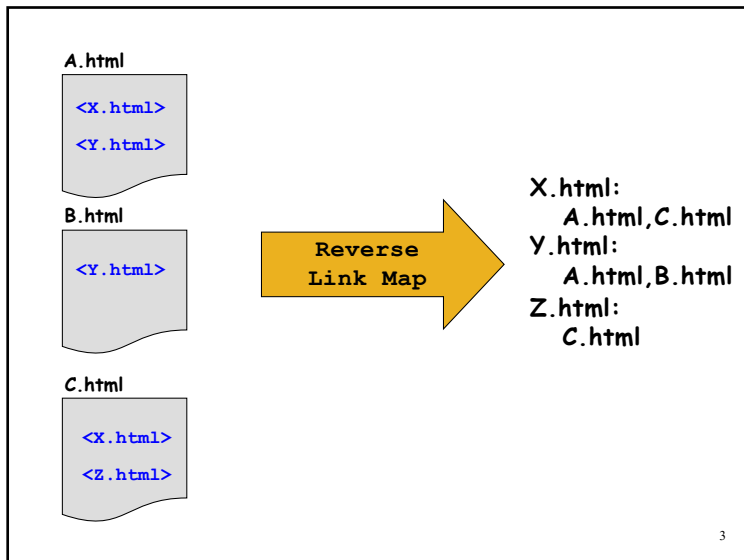 A.html
<X.html>
<Y.html>
B.html
<Y.html>
C.html
<X.html>
<Z.html>
Reverse
Link Map
X.html:
A.html,C.html
Y.html:
A.html,B.html
Z.html:
C.html
3